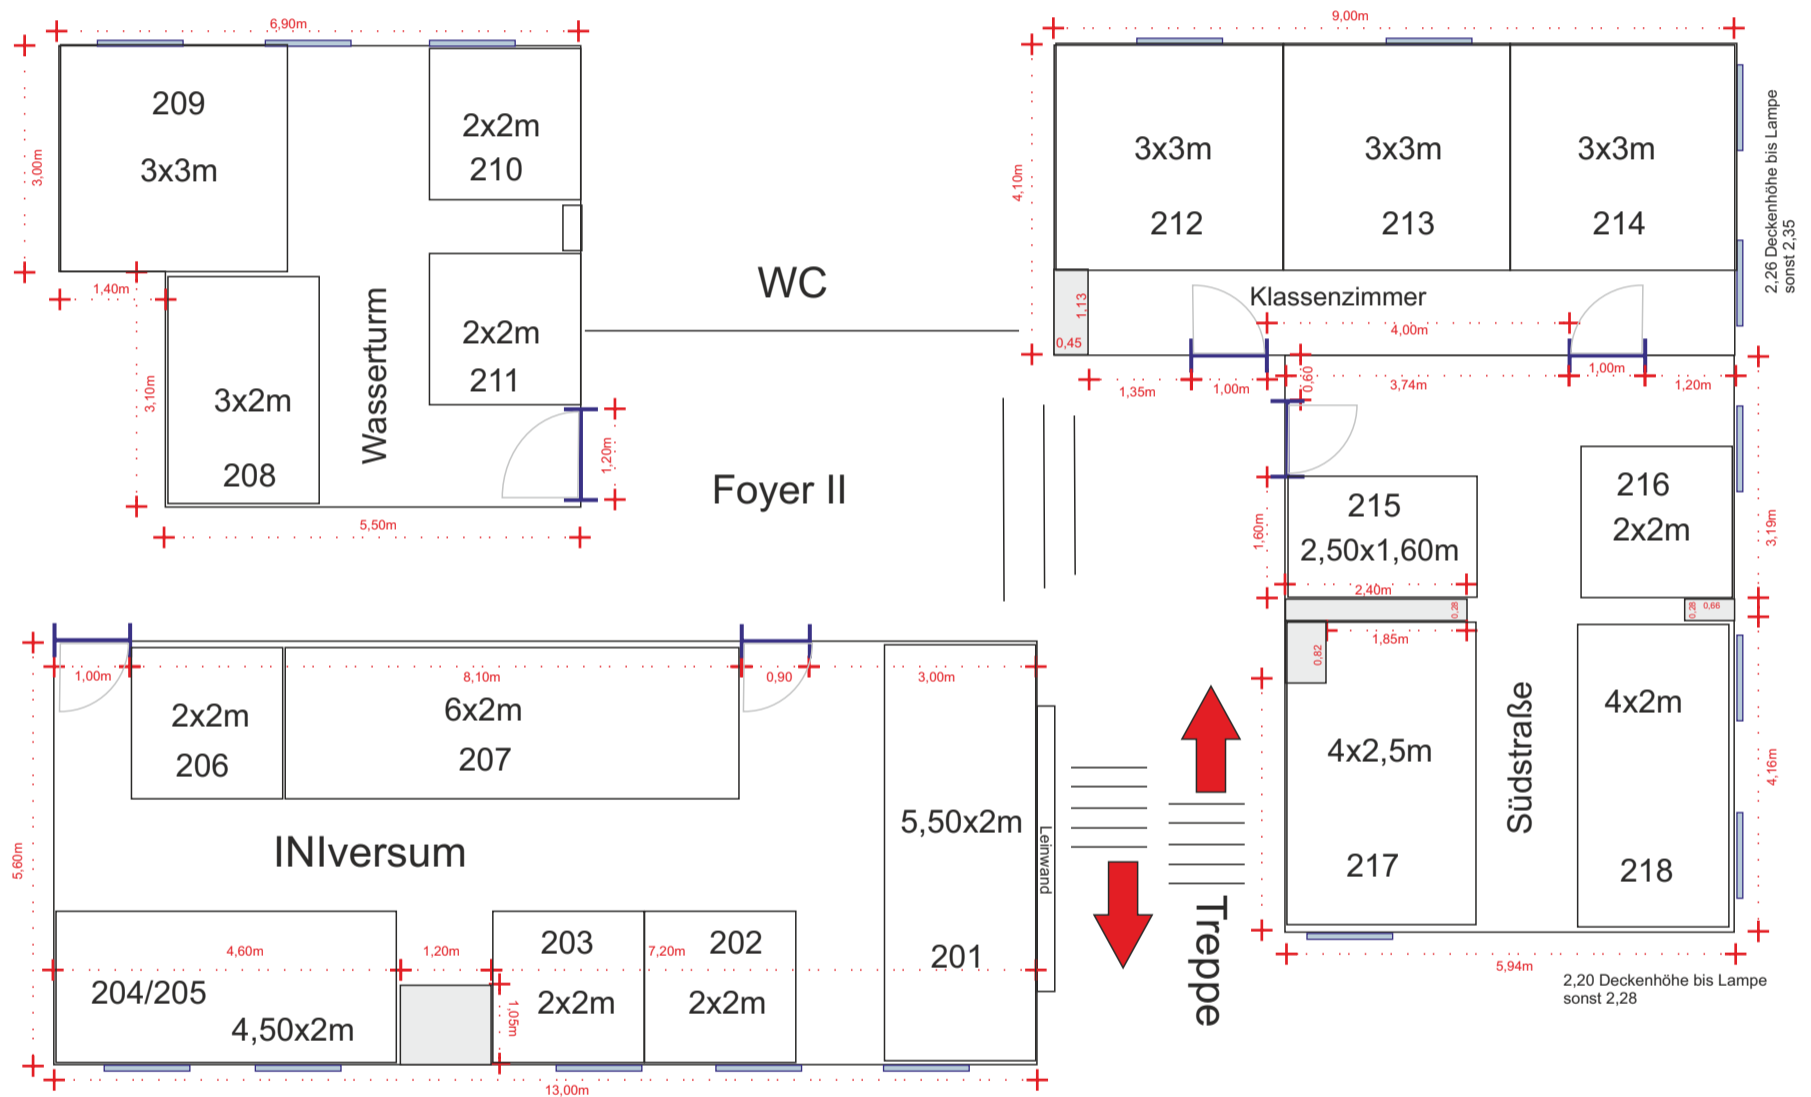 6,90m
9,00m
209
3x3m
2x2m
210
3,00m
1,40m
3,10m
3x2m
208
Wasserturm
2x2m
211
1,20m
5,50m
WC
Foyer II
4,10m
3x3m
212
3x3m
213
3x3m
214
2,26 Deckenhöhe bis Lampe
sonst 2,35
Klassenzimmer
1,13
0,45
4,00m
1,35m
1,00m
0,60
3,74m
1,00m
1,20m
215
2,50x1,60m
1,60m
2,40m
216
2x2m
3,19m
0,28
0,28
0,66
1,85m
0,82
4x2,5m
217
Südstraße
4x2m
218
4,16m
5,94m
2,20 Deckenhöhe bis Lampe
sonst 2,28
1,00m
8,10m
0,90
3,00m
2x2m
206
6x2m
207
INIversum
5,50x2m
201
Leinwand
Treppe
5,60m
4,60m
204/205
4,50x2m
1,20m
1,05m
203
2x2m
7,20m
202
2x2m
13,00m